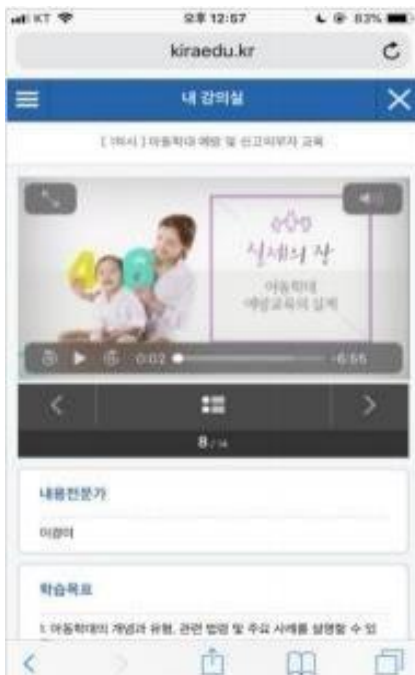 KT 오후 12:57 83%
kiraedu.kr
내 강의실
[1차시] 아동학대 예방 및 신고의무자 교육
46
실제의 장
아동학대
예방교육의 실제
0:02 -6:55
8 / 14
내용전문가
학습목표
1. 아동학대의 개념과 유형, 관련 법령 및 주요 사례를 설명할 수 있